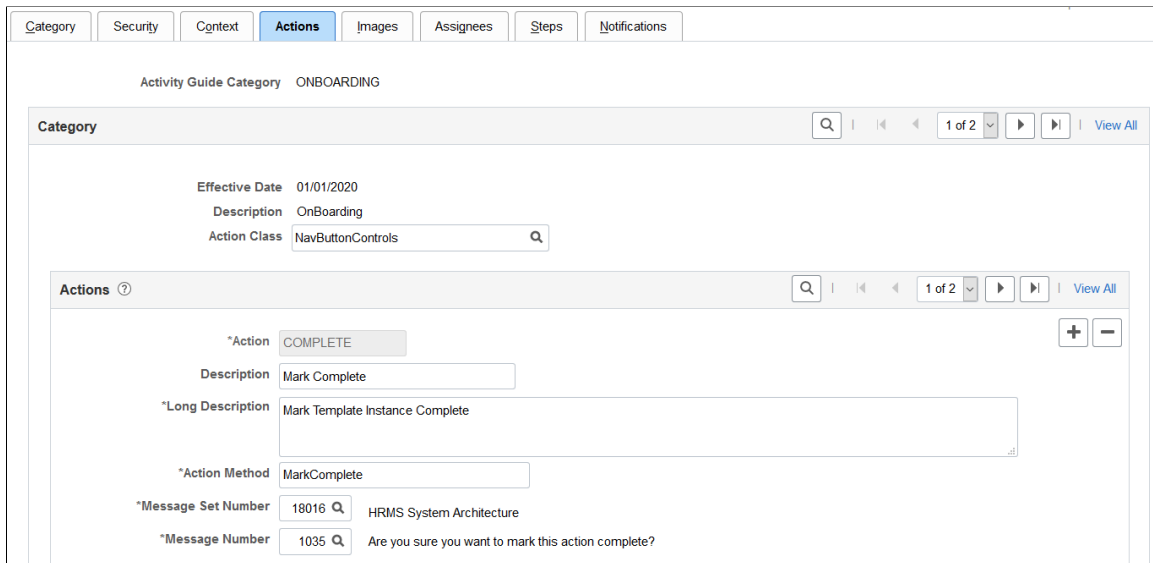 Category Security Context Actions Images Assignees Steps Notifications
Activity Guide Category ONBOARDING
Category 1 of 2 View All
Effective Date 01/01/2020
Description OnBoarding
Action Class NavButtonControls
Actions ? 1 of 2 View All
*Action COMPLETE
Description Mark Complete
*Long Description Mark Template Instance Complete
*Action Method MarkComplete
*Message Set Number 18016 HRMS System Architecture
*Message Number 1035 Are you sure you want to mark this action complete?